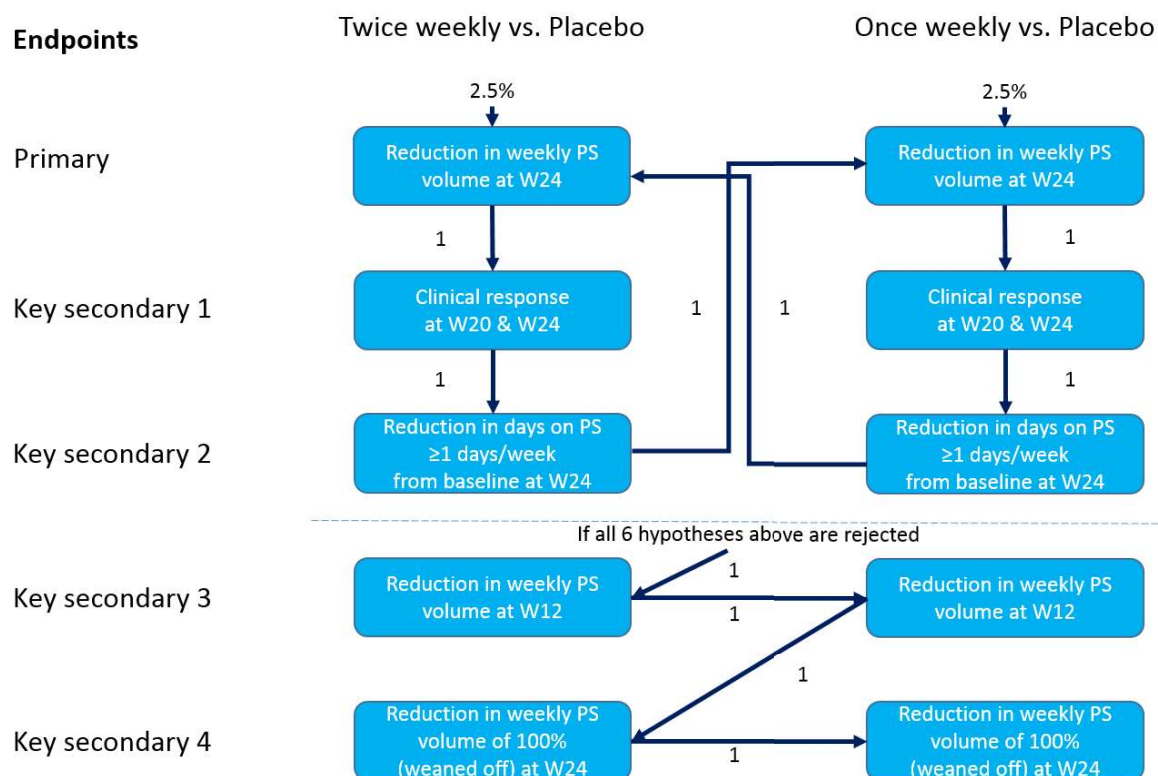 Endpoints
Twice weekly vs. Placebo
Once weekly vs. Placebo
2.5%
2.5%
Primary
Reduction in weekly PS
volume at W24
Reduction in weekly PS
volume at W24
1
1
Key secondary 1
Clinical response
at W20 & W24
1
1
Clinical response
at W20 & W24
1
1
Key secondary 2
Reduction in days on PS
≥1 days/week
from baseline at W24
Reduction in days on PS
≥1 days/week
from baseline at W24
If all 6 hypotheses above are rejected
Key secondary 3
Reduction in weekly PS
volume at W12
1
1
Reduction in weekly PS
volume at W12
1
Key secondary 4
Reduction in weekly PS
volume of 100%
(weaned off) at W24
1
Reduction in weekly PS
volume of 100%
(weaned off) at W24